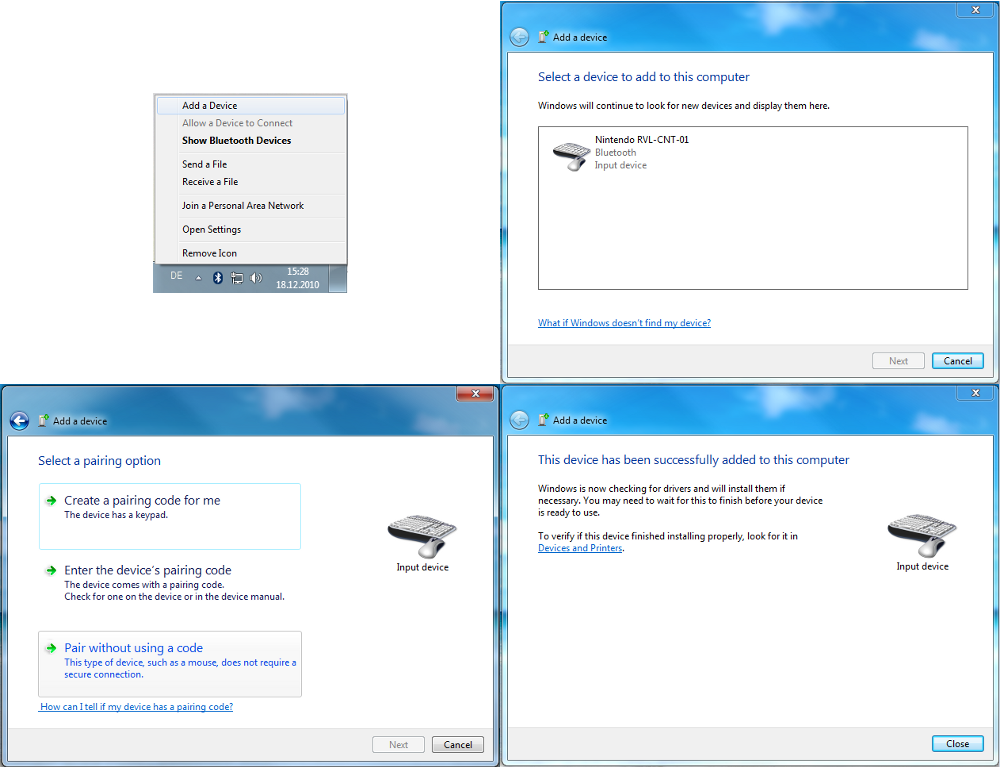 Add a Device
Allow a Device to Connect
Show Bluetooth Devices
Send a File
Receive a File
Join a Personal Area Network
Open Settings
Remove Icon
DE
15:28
18.12.2010
Add a device
Select a device to add to this computer
Windows will continue to look for new devices and display them here.
Nintendo RVL-CNT-01
Bluetooth
Input device
What if Windows doesn't find my device?
Next
Cancel
Add a device
Select a pairing option
Create a pairing code for me
The device has a keypad.
Enter the device's pairing code
The device comes with a pairing code.
Check for one on the device or in the device manual.
Pair without using a code
This type of device, such as a mouse, does not require a
secure connection.
How can I tell if my device has a pairing code?
Input device
Next
Cancel
Add a device
This device has been successfully added to this computer
Windows is now checking for drivers and will install them if
necessary. You may need to wait for this to finish before your device
is ready to use.
To verify if this device finished installing properly, look for it in
Devices and Printers.
Input device
Close